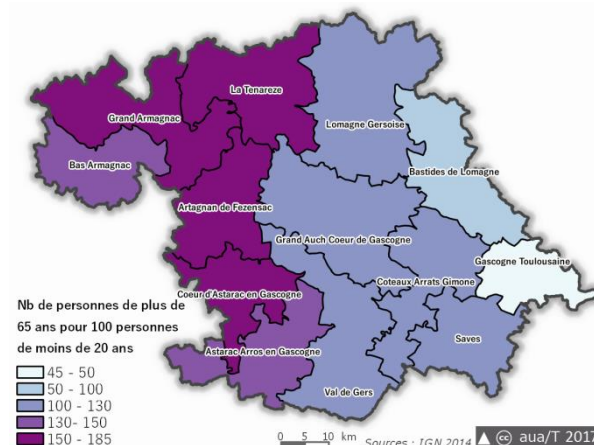 La Tenareze
Grand Armagnac
Lomagne Gersoise
Bas Armagnac
Bastides de Lomagne
Artagnan de Fezensac
Grand Auch Coeur de Gascogne
Gascogne Toulousaine
Coeur d'Astarac en Gascogne
Coteaux Arrats Gimone
Saves
Astarac Arros en Gascogne
Val de Gers
Nb de personnes de plus de
65 ans pour 100 personnes
de moins de 20 ans
45 - 50
50 - 100
100 - 130
130- 150
150 - 185
0 5 10 km
Sources : IGN 2014
cc aua/T 2017